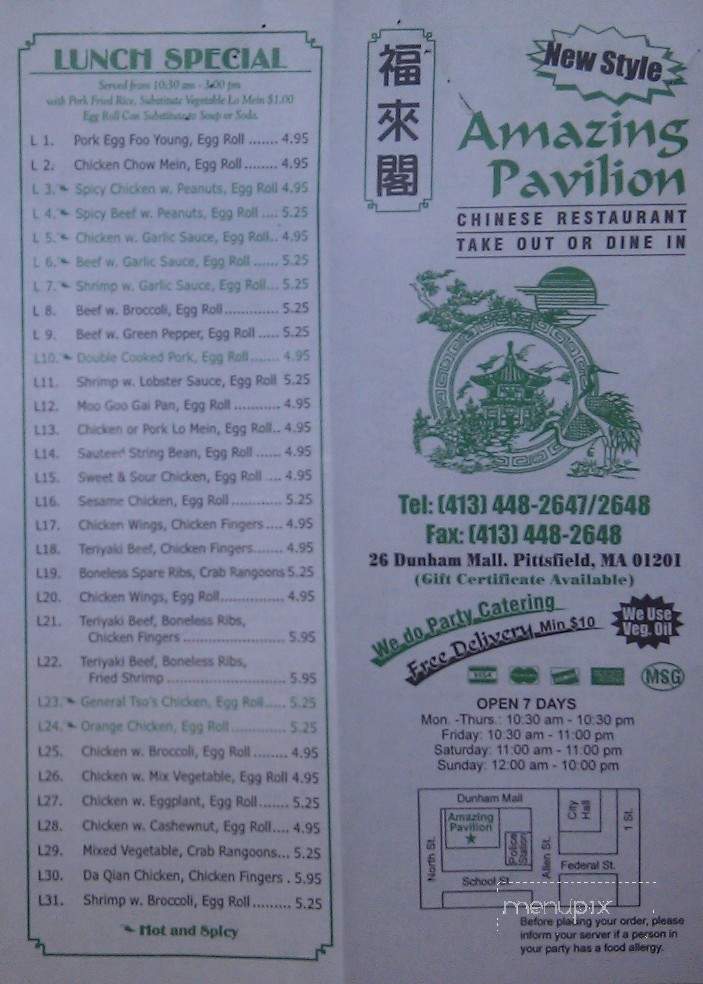 LUNCH SPECIAL
Served from 10:30 am - 3:00 pm
with Pork Fried Rice, Substitute Vegetable Lo Mein $1.00
Egg Roll Can Substitute to Soup or Soda.
L 1. Pork Egg Foo Young, Egg Roll ....... 4.95
L 2. Chicken Chow Mein, Egg Roll........ 4.95
L 3. Spicy Chicken w. Peanuts, Egg Roll 4.95
L 4. Spicy Beef w. Peanuts, Egg Roll .... 5.25
L 5. Chicken w. Garlic Sauce, Egg Roll.. 4.95
L 6. Beef w. Garlic Sauce, Egg Roll ...... 5.25
L 7. Shrimp w. Garlic Sauce, Egg Roll... 5.25
L 8. Beef w. Broccoli, Egg Roll............. 5.25
L 9. Beef w. Green Pepper, Egg Roll ..... 5.25
L10. Double Cooked Pork, Egg Roll....... 4.95
L11. Shrimp w. Lobster Sauce, Egg Roll 5.25
L12. Moo Goo Gai Pan, Egg Roll ........... 4.95
L13. Chicken or Pork Lo Mein, Egg Roll.. 4.95
L14. Sauteed String Bean, Egg Roll ...... 4.95
L15. Sweet & Sour Chicken, Egg Roll .... 4.95
L16. Sesame Chicken, Egg Roll ............ 5.25
L17. Chicken Wings, Chicken Fingers.... 4.95
L18. Teriyaki Beef, Chicken Fingers....... 4.95
L19. Boneless Spare Ribs, Crab Rangoons 5.25
L20. Chicken Wings, Egg Roll............... 4.95
L21. Teriyaki Beef, Boneless Ribs,
Chicken Fingers ........................ 5.95
L22. Teriyaki Beef, Boneless Ribs,
Fried Shrimp ............................ 5.95
L23. General Tso's Chicken, Egg Roll..... 5.25
L24. Orange Chicken, Egg Roll ............. 5.25
L25. Chicken w. Broccoli, Egg Roll ........ 4.95
L26. Chicken w. Mix Vegetable, Egg Roll 4.95
L27. Chicken w. Eggplant, Egg Roll....... 5.25
L28. Chicken w. Cashewnut, Egg Roll.... 4.95
L29. Mixed Vegetable, Crab Rangoons... 5.25
L30. Da Qian Chicken, Chicken Fingers . 5.95
L31. Shrimp w. Broccoli, Egg Roll ......... 5.25
Hot and Spicy
福來閣
New Style
Amazing
Pavilion
CHINESE RESTAURANT
TAKE OUT OR DINE IN
Tel: (413) 448-2647/2648
Fax: (413) 448-2648
26 Dunham Mall. Pittsfield, MA 01201
(Gift Certificate Available)
We do Party Catering
Free Delivery Min $10
We Use
Veg. Oil
VISA
MSG
OPEN 7 DAYS
Mon. -Thurs.: 10:30 am - 10:30 pm
Friday: 10:30 am - 11:00 pm
Saturday: 11:00 am - 11:00 pm
Sunday: 12:00 am - 10:00 pm
Dunham Mall
Amazing
Pavilion
Police
Station
City
Hall
North St.
Allen St.
1 St.
Federal St.
School St.
menupix
Before placing your order, please
inform your server if a person in
your party has a food allergy.